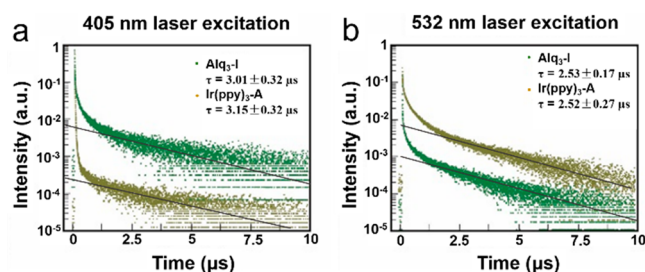 405 nm laser excitation
532 nm laser excitation
a
b
Intensity (a.u.)
1
10⁻¹
10⁻²
10⁻³
10⁻⁴
10⁻⁵
Alq₃-I
τ = 3.01±0.32 μs
Ir(ppy)₃-A
τ = 3.15±0.32 μs
0 2.5 5 7.5 10
Time (μs)
Intensity (a.u.)
1
10⁻¹
10⁻²
10⁻³
10⁻⁴
10⁻⁵
Alq₃-I
τ = 2.53±0.17 μs
Ir(ppy)₃-A
τ = 2.52±0.27 μs
0 2.5 5 7.5 10
Time (μs)